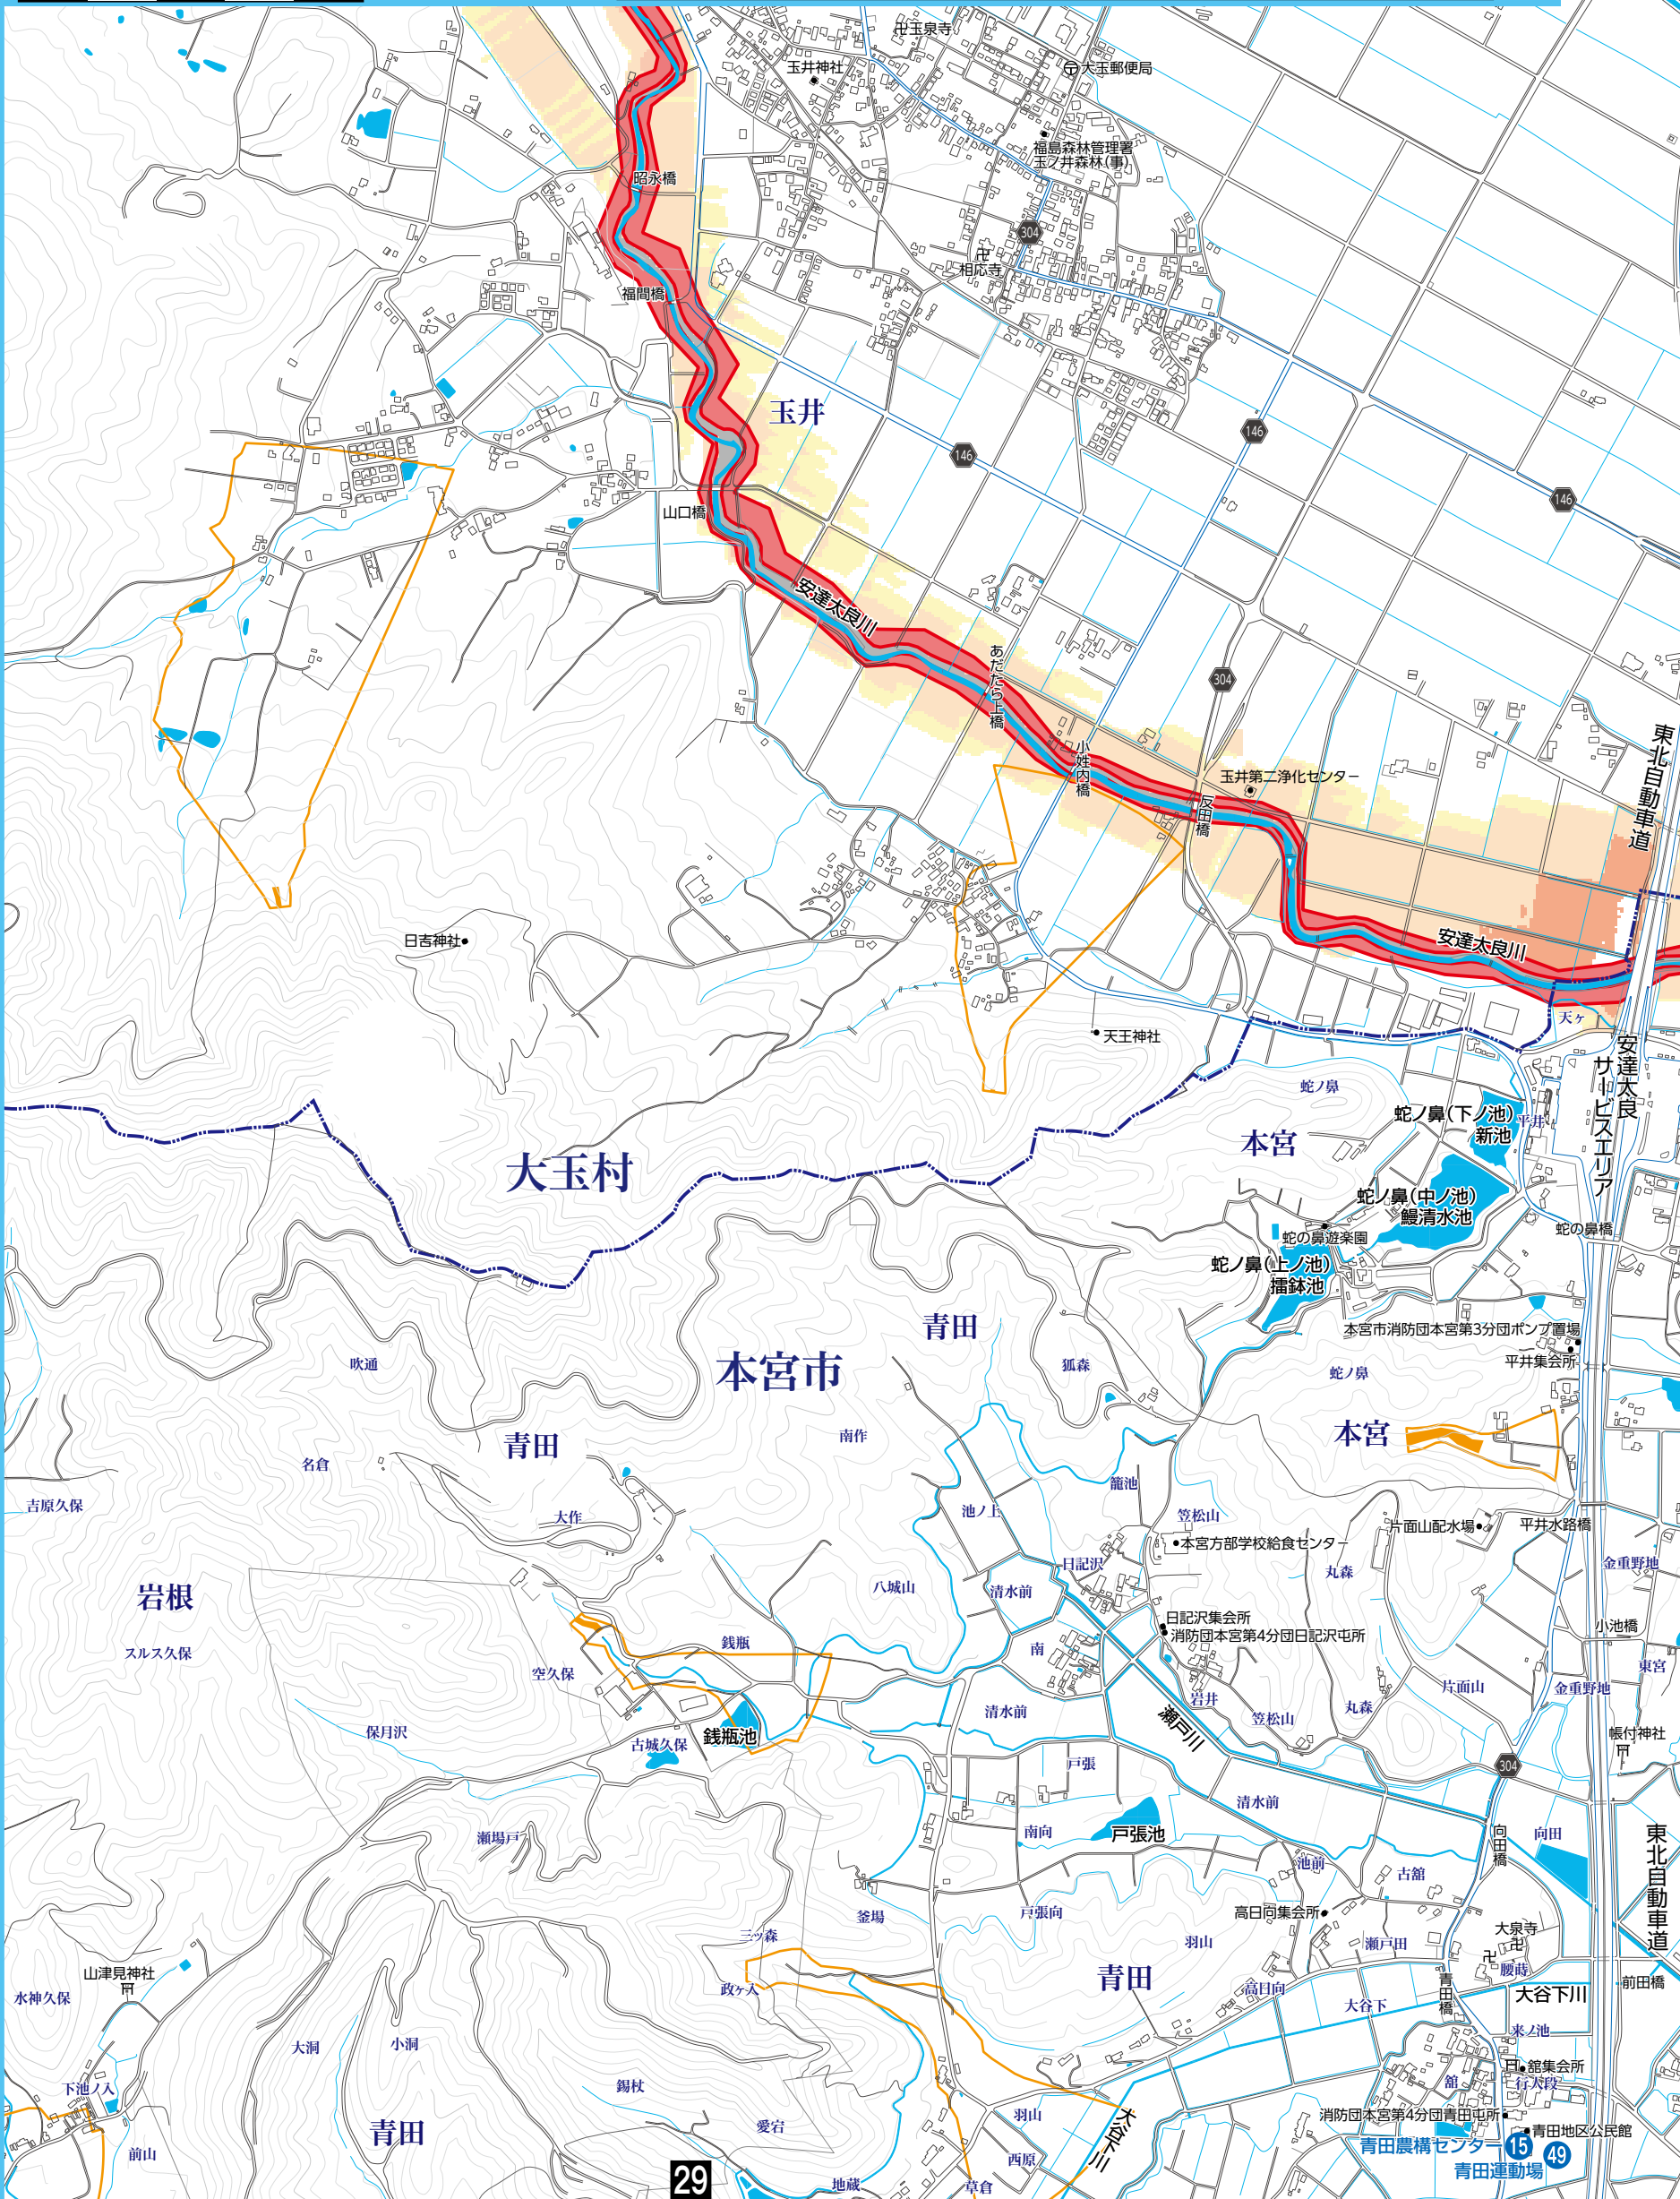 卍玉泉寺
玉井神社
〒大玉郵便局
福島森林管理署
玉ノ井森林(事)
昭永橋
304
卍
相応寺
福間橋
玉井
146
146
146
山口橋
安達太良川
あだたら上橋
304
小姓内橋
東北自動車道
玉井第二浄化センター
反田橋
日吉神社
安達太良川
天ヶ
天王神社
安達太良
サービスエリア
蛇ノ鼻
蛇ノ鼻(下ノ池)
新池
平井
本宮
大玉村
蛇ノ鼻(中ノ池)
鰻清水池
蛇の鼻橋
蛇の鼻遊楽園
蛇ノ鼻(上ノ池)
擂鉢池
青田
本宮市消防団本宮第3分団ポンプ置場
平井集会所
吹通
本宮市
狐森
蛇ノ鼻
青田
南作
本宮
名倉
籠池
吉原久保
大作
池ノ上
笠松山
片面山配水場
平井水路橋
本宮方部学校給食センター
日記沢
丸森
金重野地
岩根
八城山
清水前
日記沢集会所
消防団本宮第4分団日記沢屯所
小池橋
スルス久保
銭瓶
南
空久保
東宮
片面山
金重野地
岩井
丸森
清水前
笠松山
瀬戸川
保月沢
銭瓶池
古城久保
帳付神社
戸張
304
清水前
瀬場戸
南向
戸張池
向田橋
向田
東北自動車道
池前
古舘
釜場
戸張向
高日向集会所
三ッ森
羽山
瀬戸田
大泉寺
卍
卍
山津見神社
腰蒔
水神久保
政ヶ入
青田
高日向
青田橋
大谷下川
前田橋
大谷下
来ノ池
大洞
小洞
舘集会所
下池ノ入
錫杖
舘
行人段
羽山
大谷下川
消防団本宮第4分団青田屯所
青田
愛宕
青田地区公民館
前山
西原
青田農構センター 15 49
青田運動場
29
地蔵
草倉